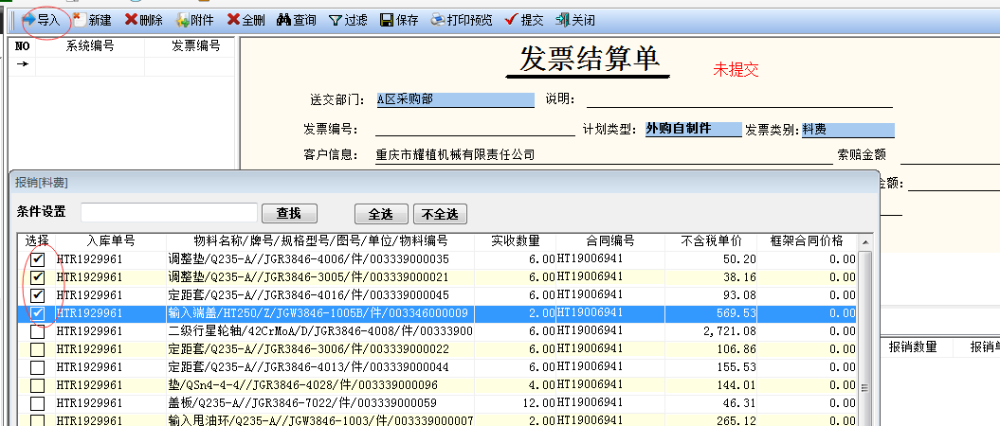 导入 新建 删除 附件 全删 查询 过滤 保存 打印预览 提交 关闭
NO 系统编号 发票编号
发票结算单 未提交
送交部门： A区采购部 说明：
发票编号： 计划类型： 外购自制件 发票类别: 料费
客户信息： 重庆市耀植机械有限责任公司 索赔金额
金额：
报销[料费]
条件设置 查找 全选 不全选
选择 入库单号 物料名称/牌号/规格型号/图号/单位/物料编号 实收数量 合同编号 不含税单价 框架合同价格
HTR1929961 调整垫/Q235-A//JGR3846-4006/件/003339000035 6.00 HT19006941 50.20 0.00
HTR1929961 调整垫/Q235-A//JGR3846-3005/件/003339000021 6.00 HT19006941 38.16 0.00
HTR1929961 定距套/Q235-A//JGR3846-4016/件/003339000045 6.00 HT19006941 93.08 0.00
HTR1929961 输入端盖/HT250/Z/JGW3846-1005B/件/003346000009 2.00 HT19006941 569.53 0.00
HTR1929961 二级行星轮轴/42CrMoA/D/JGR3846-4008/件/00333900 6.00 HT19006941 2,721.08 0.00
HTR1929961 定距套/Q235-A//JGR3846-3006/件/003339000022 6.00 HT19006941 106.86 0.00
HTR1929961 定距套/Q235-A//JGR3846-4013/件/003339000044 6.00 HT19006941 155.53 0.00
HTR1929961 垫/QSn4-4-4//JGR3846-4028/件/003339000096 4.00 HT19006941 144.01 0.00
HTR1929961 盖板/Q235-A//JGR3846-7022/件/003339000059 12.00 HT19006941 46.31 0.00
HTR1929961 输入甩油环/Q235-A//JGW3846-1003/件/003339000007 2.00 HT19006941 265.12 0.00
报销数量 报销单